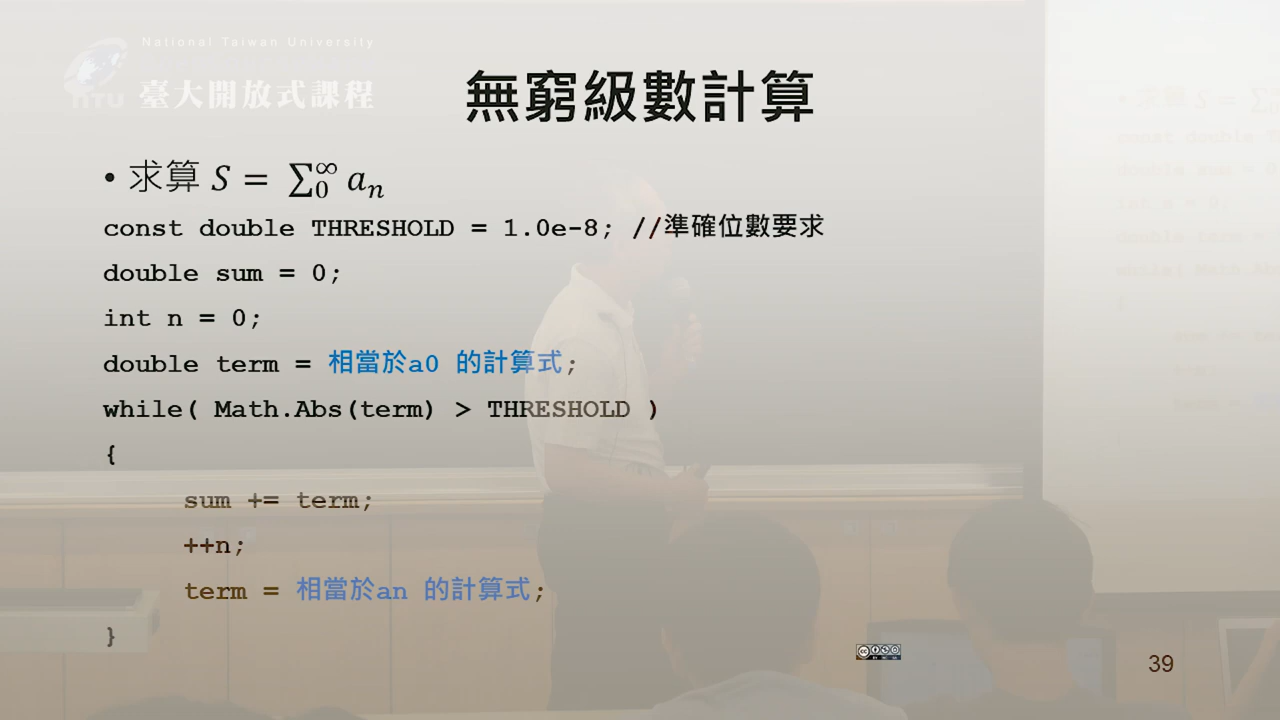 National Taiwan University
NTU 臺大開放式課程
無窮級數計算
• 求算 S = ∑₀^∞ aₙ
const double THRESHOLD = 1.0e-8; //準確位數要求
double sum = 0;
int n = 0;
double term = 相當於a0 的計算式;
while( Math.Abs(term) > THRESHOLD )
{
sum += term;
++n;
term = 相當於an 的計算式;
}
39